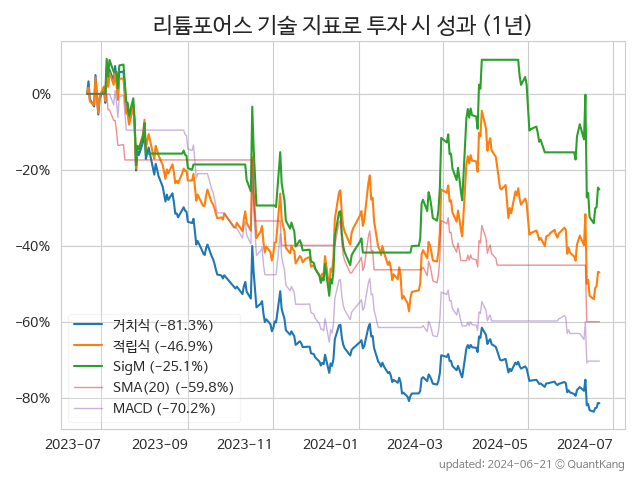 리튬포어스 기술 지표로 투자 시 성과 (1년)
0%
−20%
−40%
−60%
−80%
거치식 (−81.3%)
적립식 (−46.9%)
SigM (−25.1%)
SMA(20) (−59.8%)
MACD (−70.2%)
2023-07 2023-09 2023-11 2024-01 2024-03 2024-05 2024-07
updated: 2024-06-21 © QuantKang